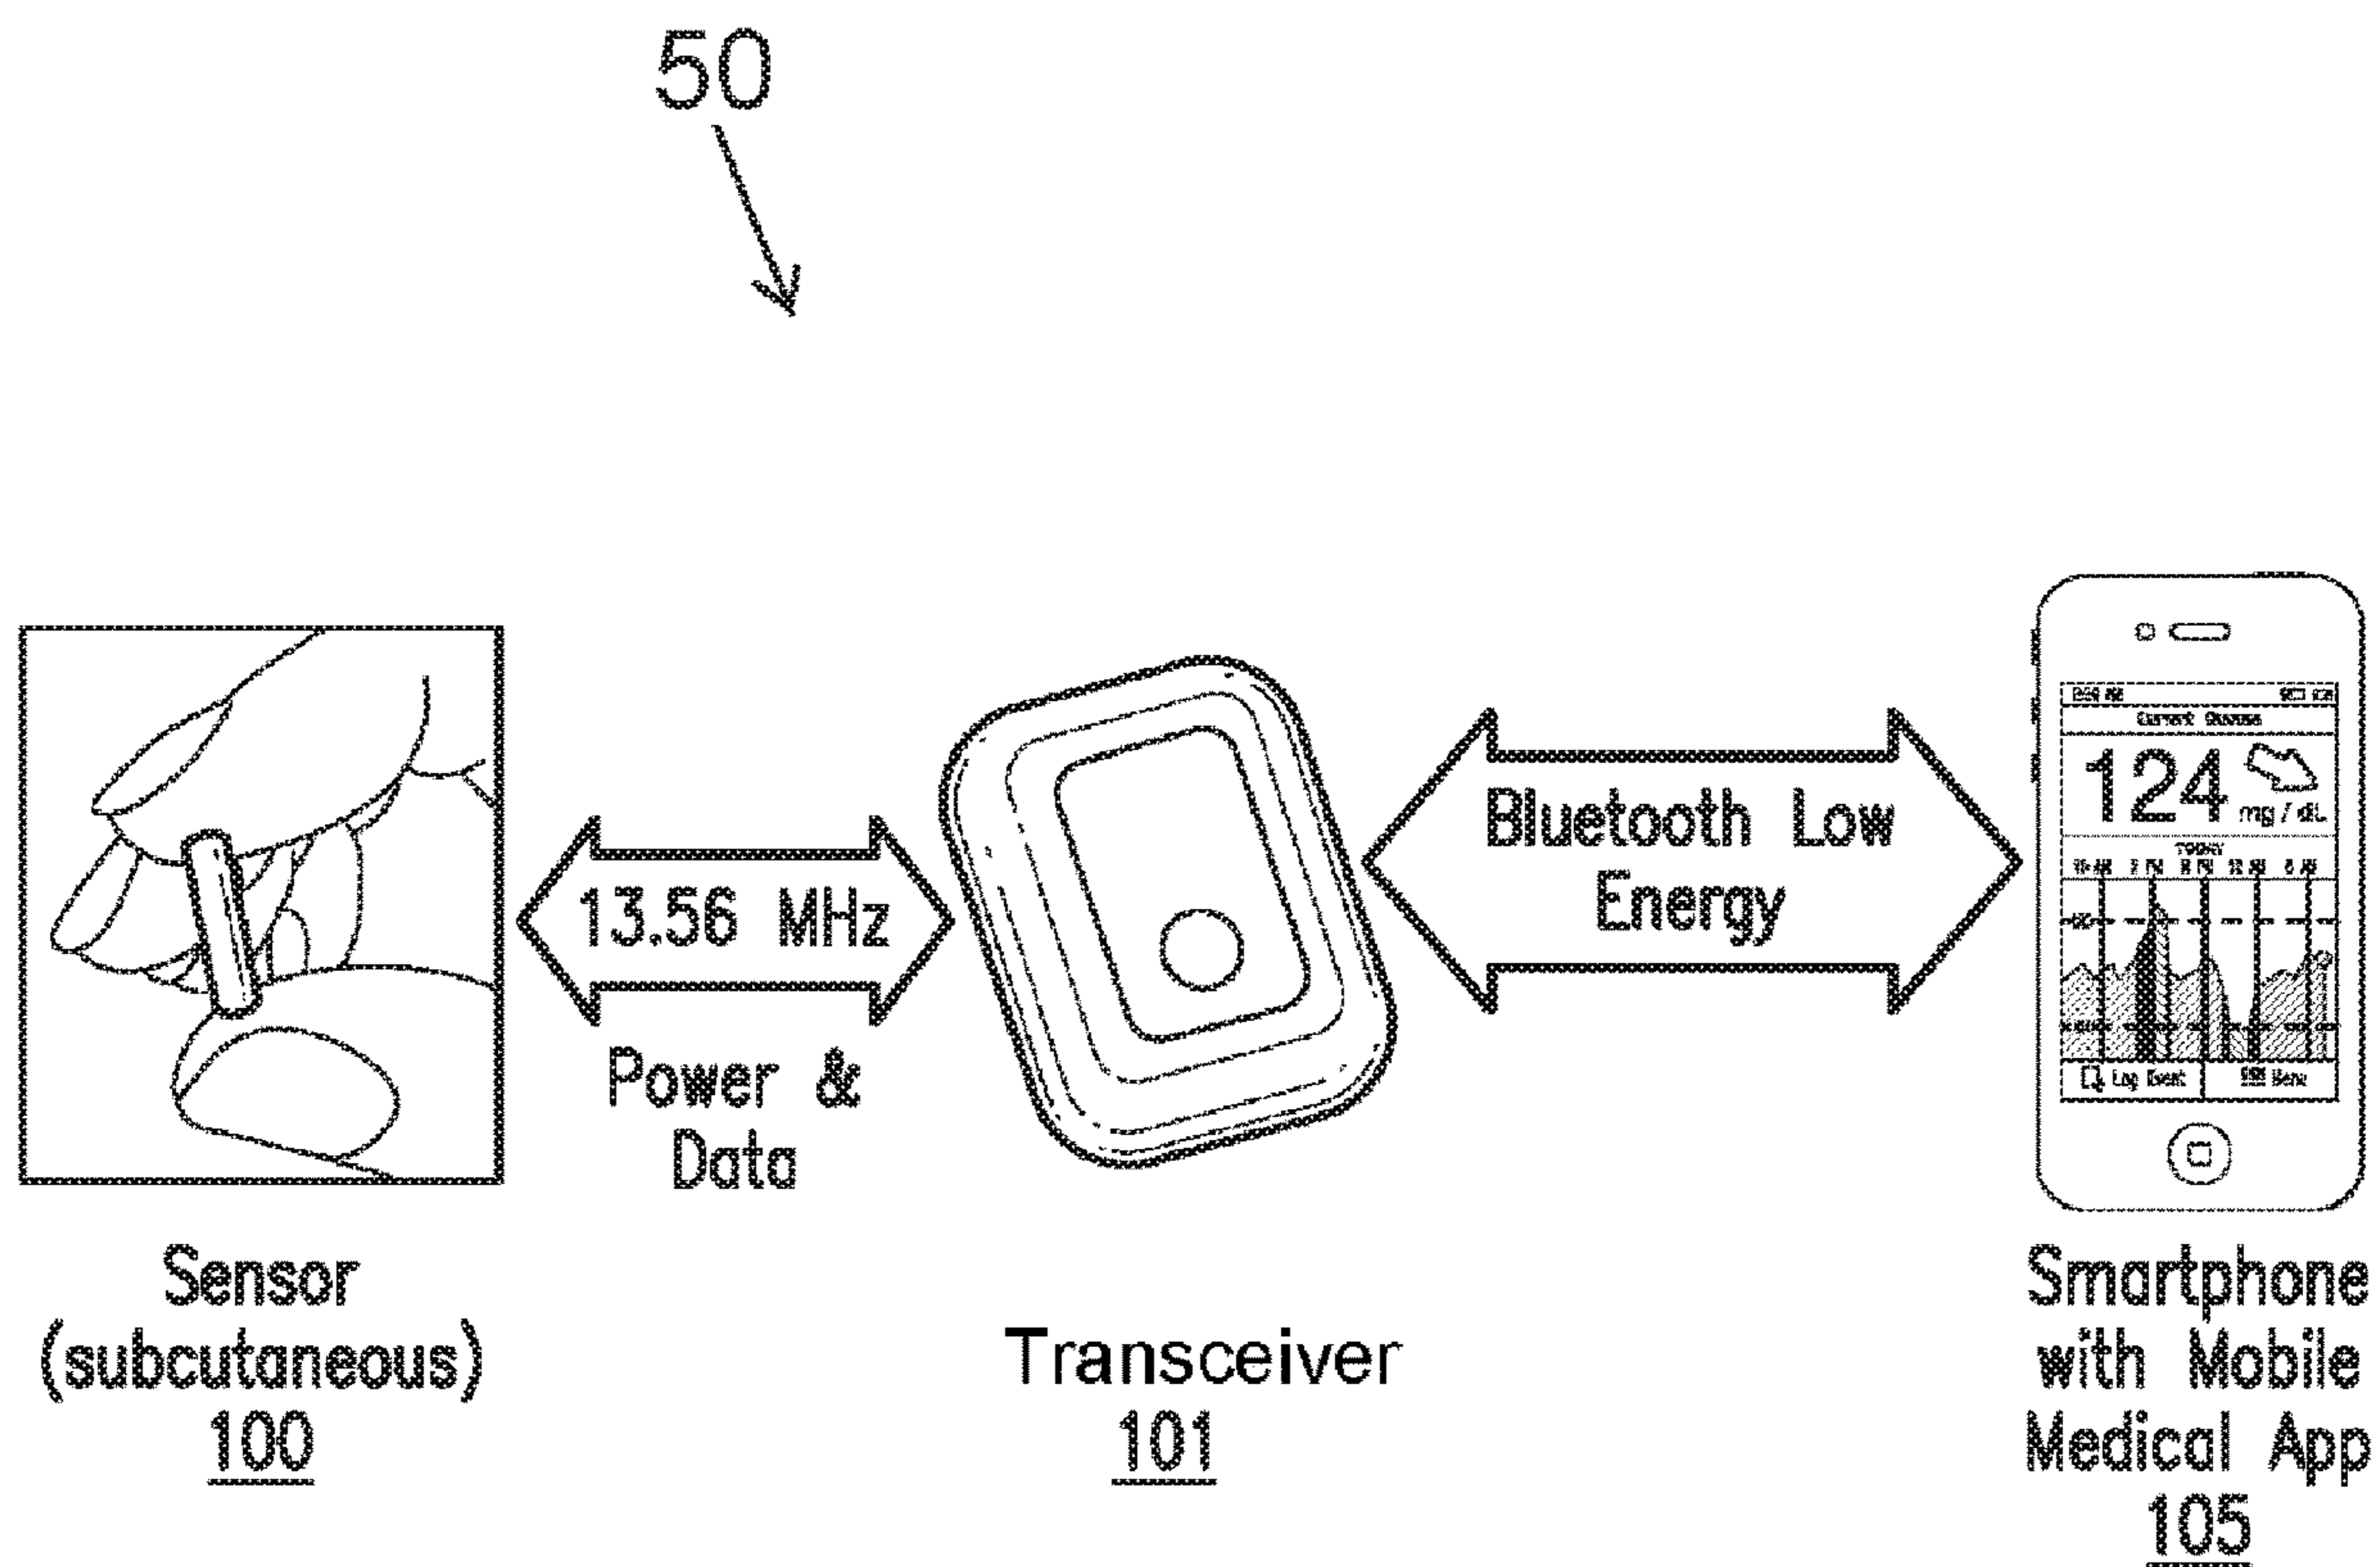 50
13.56 MHz
Power &
Data
Bluetooth Low
Energy
Current Glucose
124
mg / dL
TODAY
Log Event
Menu
Sensor
(subcutaneous)
100
Transceiver
101
Smartphone
with Mobile
Medical App
105